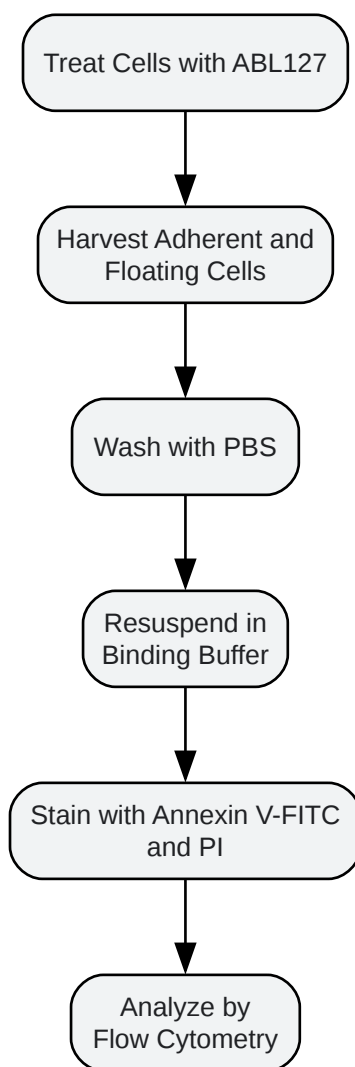 Treat Cells with ABL127
Harvest Adherent and
Floating Cells
Wash with PBS
Resuspend in
Binding Buffer
Stain with Annexin V-FITC
and PI
Analyze by
Flow Cytometry